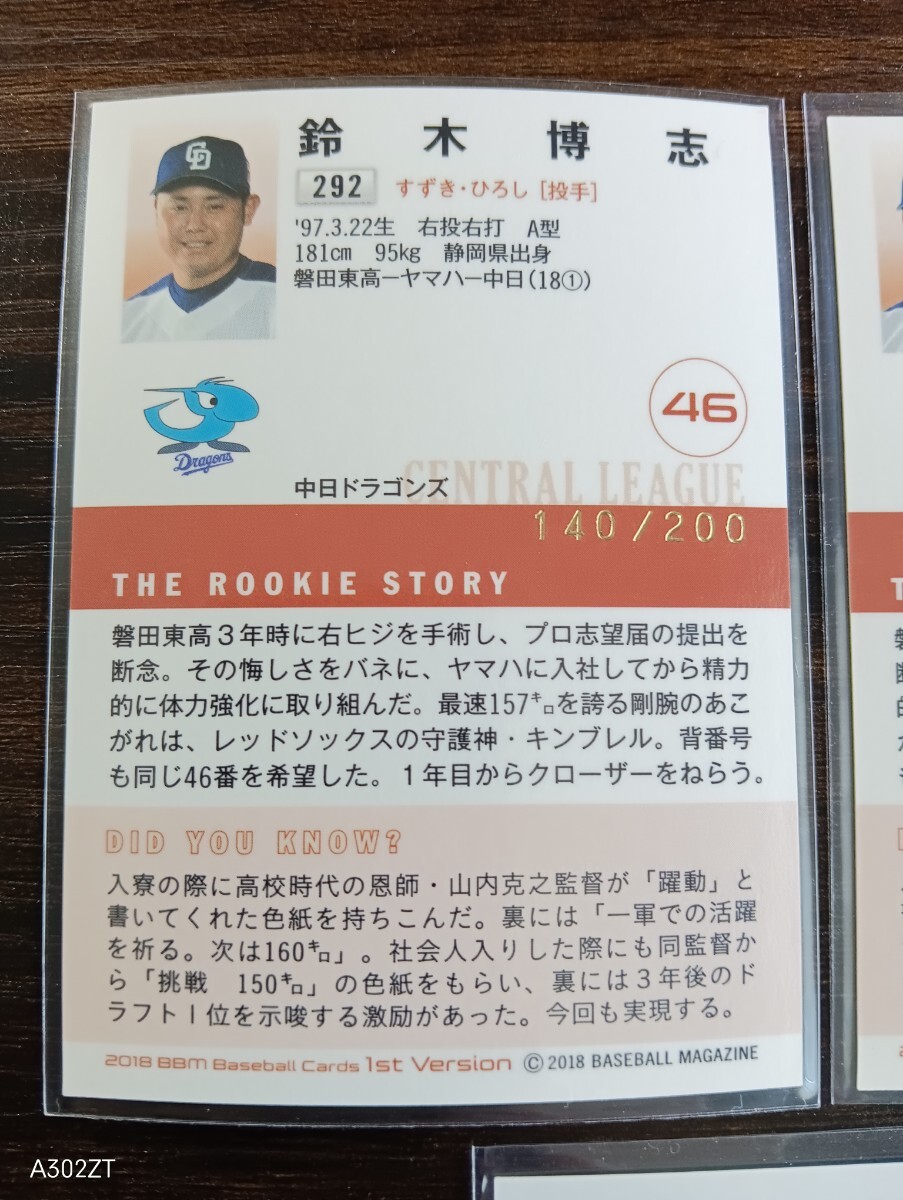 鈴木博志
292 すずき・ひろし [投手]
'97.3.22生 右投右打 A型
181cm 95kg 静岡県出身
磐田東高ーヤマハー中日(18①)
CD
Dragons
46
CENTRAL LEAGUE
中日ドラゴンズ
140/200
THE ROOKIE STORY
磐田東高3年時に右ヒジを手術し、プロ志望届の提出を
断念。その悔しさをバネに、ヤマハに入社してから精力
的に体力強化に取り組んだ。最速157㌔を誇る剛腕のあこ
がれは、レッドソックスの守護神・キンブレル。背番号
も同じ46番を希望した。1年目からクローザーをねらう。
DID YOU KNOW?
入寮の際に高校時代の恩師・山内克之監督が「躍動」と
書いてくれた色紙を持ちこんだ。裏には「一軍での活躍
を祈る。次は160㌔」。社会人入りした際にも同監督か
ら「挑戦 150㌔」の色紙をもらい、裏には3年後のド
ラフト1位を示唆する激励があった。今回も実現する。
2018 BBM Baseball Cards 1st Version © 2018 BASEBALL MAGAZINE
A302ZT